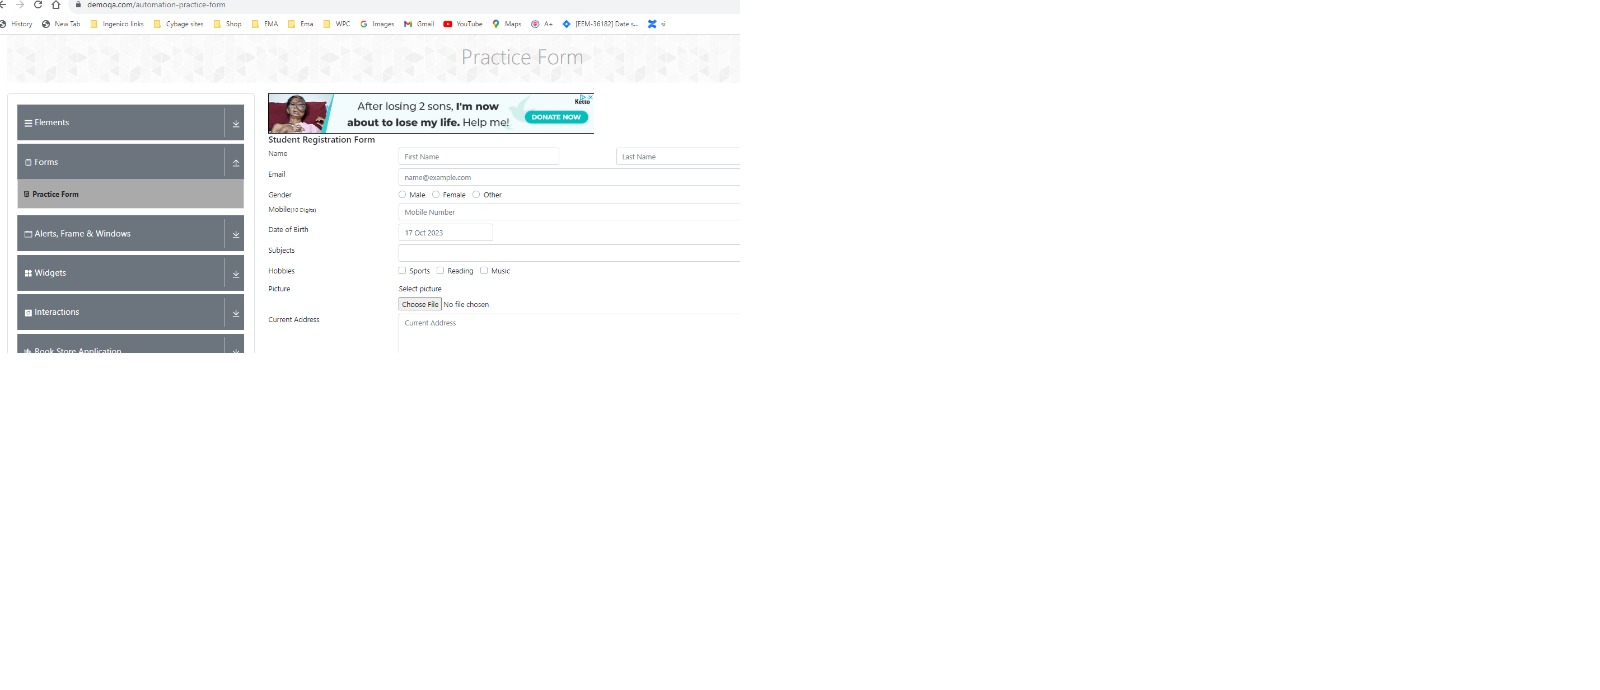 demoqa.com/automation-practice-form
History New Tab Ingenico links Cybage sites Shop EMA Ema WPC Images Gmail YouTube Maps A+ [EEM-36182] Date s...
Practice Form
After losing 2 sons, I'm now
about to lose my life. Help me!
Ketto
DONATE NOW
Elements
Forms
Practice Form
Alerts, Frame & Windows
Widgets
Interactions
Book Store Application
Student Registration Form
Name First Name Last Name
Email name@example.com
Gender Male Female Other
Mobile(10 Digits) Mobile Number
Date of Birth 17 Oct 2023
Subjects
Hobbies Sports Reading Music
Picture Select picture
Choose File No file chosen
Current Address Current Address